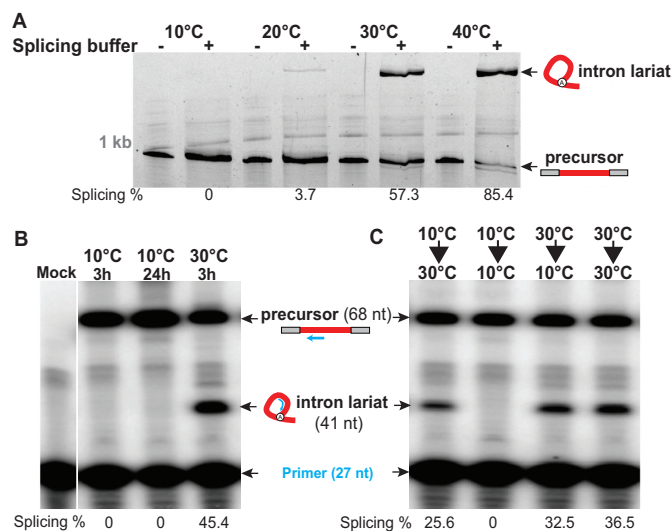 A
10°C 20°C 30°C 40°C
Splicing buffer - + - + - + - +
intron lariat
A
1 kb
precursor
Splicing % 0 3.7 57.3 85.4
B
10°C 10°C 30°C
Mock 3h 24h 3h
precursor (68 nt)
intron lariat
A
(41 nt)
Primer (27 nt)
Splicing % 0 0 45.4
C
10°C 10°C 30°C 30°C
30°C 10°C 10°C 30°C
Splicing % 25.6 0 32.5 36.5